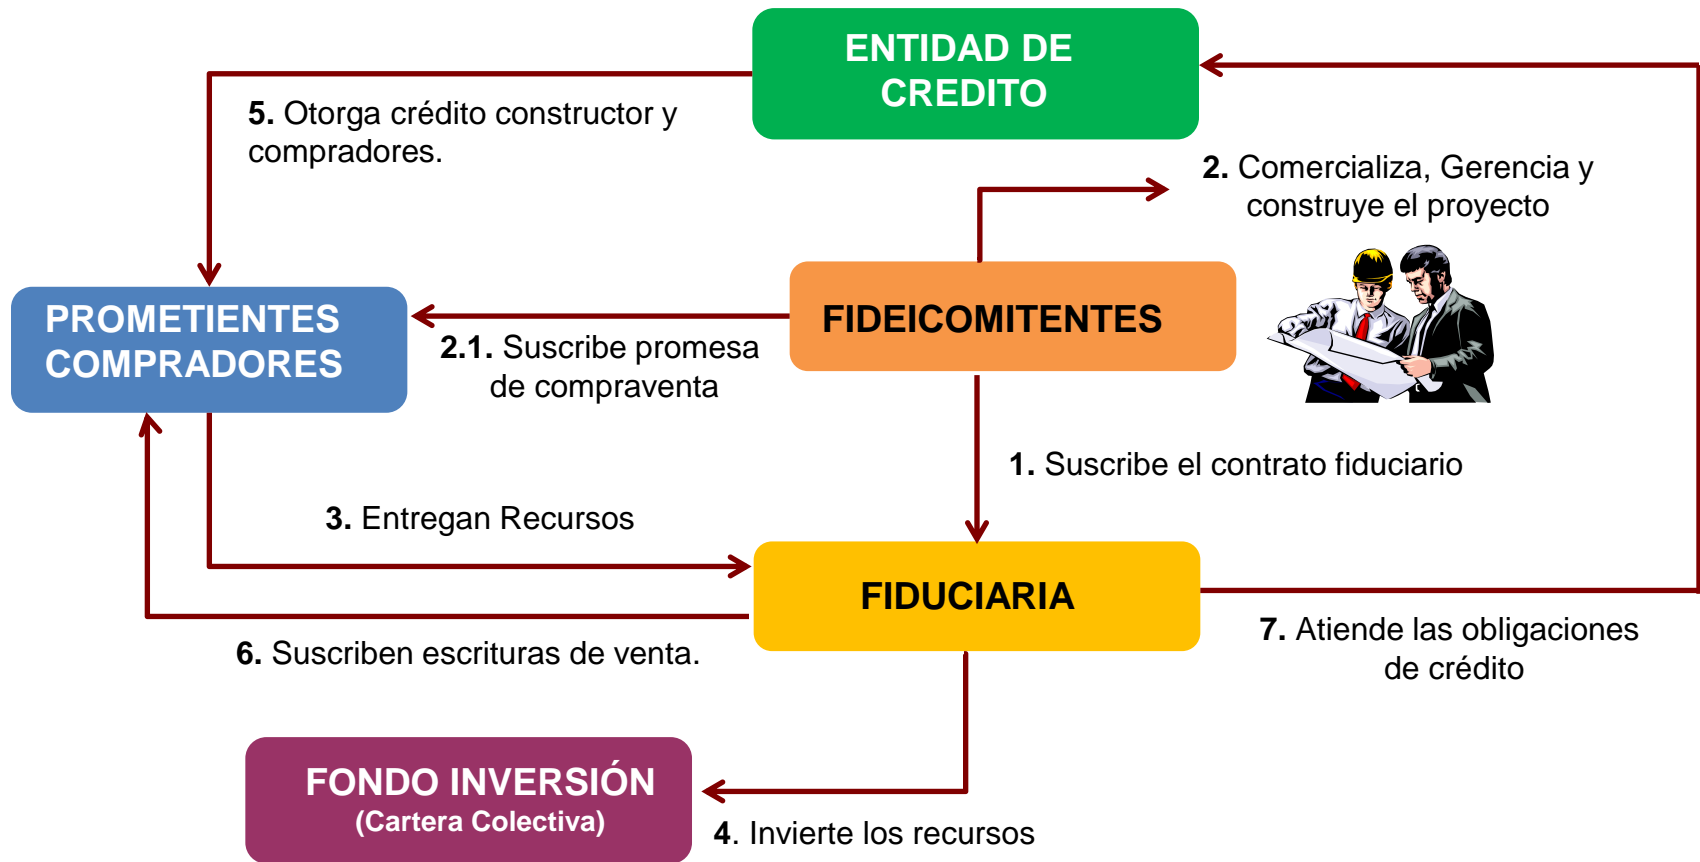 ENTIDAD DE
CREDITO
5. Otorga crédito constructor y
compradores.
2. Comercializa, Gerencia y
construye el proyecto
PROMETIENTES
COMPRADORES
FIDEICOMITENTES
2.1. Suscribe promesa
de compraventa
1. Suscribe el contrato fiduciario
3. Entregan Recursos
FIDUCIARIA
6. Suscriben escrituras de venta.
7. Atiende las obligaciones
de crédito
FONDO INVERSIÓN
(Cartera Colectiva)
4. Invierte los recursos